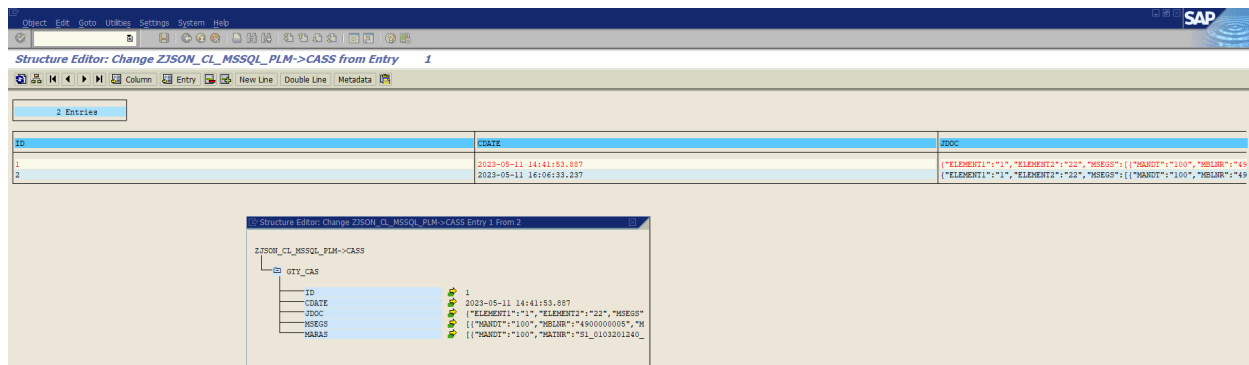 Object Edit Goto Utilities Settings System Help
SAP
Structure Editor: Change ZJSON_CL_MSSQL_PLM->CASS from Entry 1
Column Entry New Line Double Line Metadata
2 Entries
ID CDATE JDOC
1 2023-05-11 14:41:53.887 {"ELEMENT1":"1","ELEMENT2":"22","MSEGS":[{"MANDT":"100","MBLNR":"49
2 2023-05-11 16:06:33.237 {"ELEMENT1":"1","ELEMENT2":"22","MSEGS":[{"MANDT":"100","MBLNR":"49
Structure Editor: Change ZJSON_CL_MSSQL_PLM->CASS Entry 1 From 2
ZJSON_CL_MSSQL_PLM->CASS
GTY_CAS
ID 1
CDATE 2023-05-11 14:41:53.887
JDOC {"ELEMENT1":"1","ELEMENT2":"22","MSEGS"
MSEGS [{"MANDT":"100","MBLNR":"4900000005","M
MARAS [{"MANDT":"100","MATNR":"S1_0103201240_